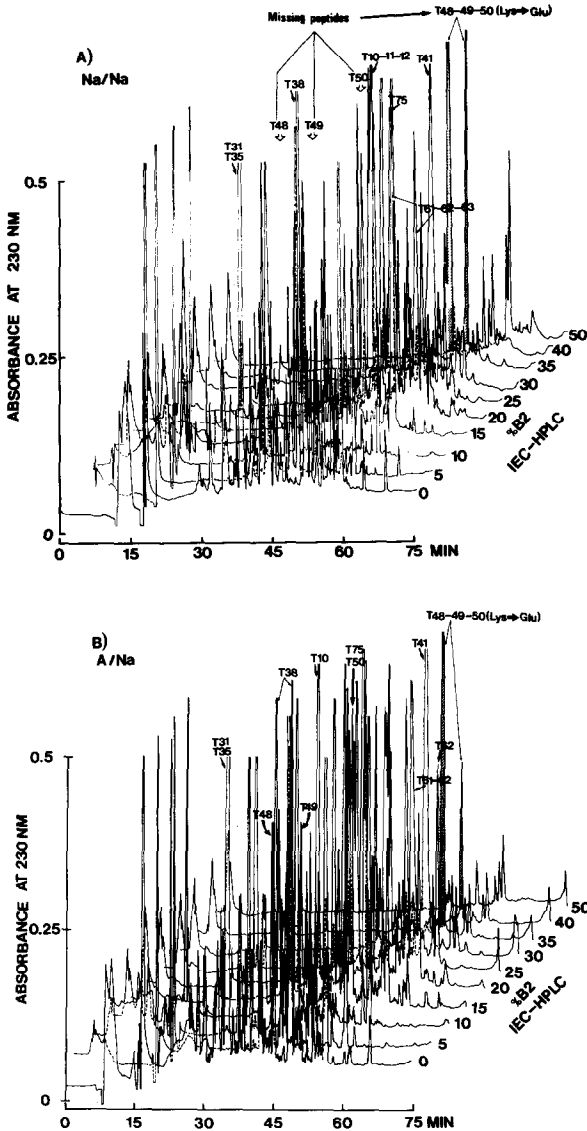 Missing peptides
T48-49-50 (Lys⇒Glu)
A)
Na/Na
T50
T10-11-12
T41
T38
T75
T48
T49
T31
T35
T61-62-63
0.5
0.25
0
ABSORBANCE AT 230 NM
50
40
35
30
25
20
15
10
5
0
%B2
IEC-HPLC
0
15
30
45
60
75
MIN
B)
A/Na
T48-49-50 (Lys⇒Glu)
T75
T50
T41
T10
T38
T31
T35
T62
T61-62
T48
T49
0.5
0.25
0
ABSORBANCE AT 230 NM
50
40
35
30
25
20
15
10
5
0
%B2
IEC-HPLC
0
15
30
45
60
75
MIN